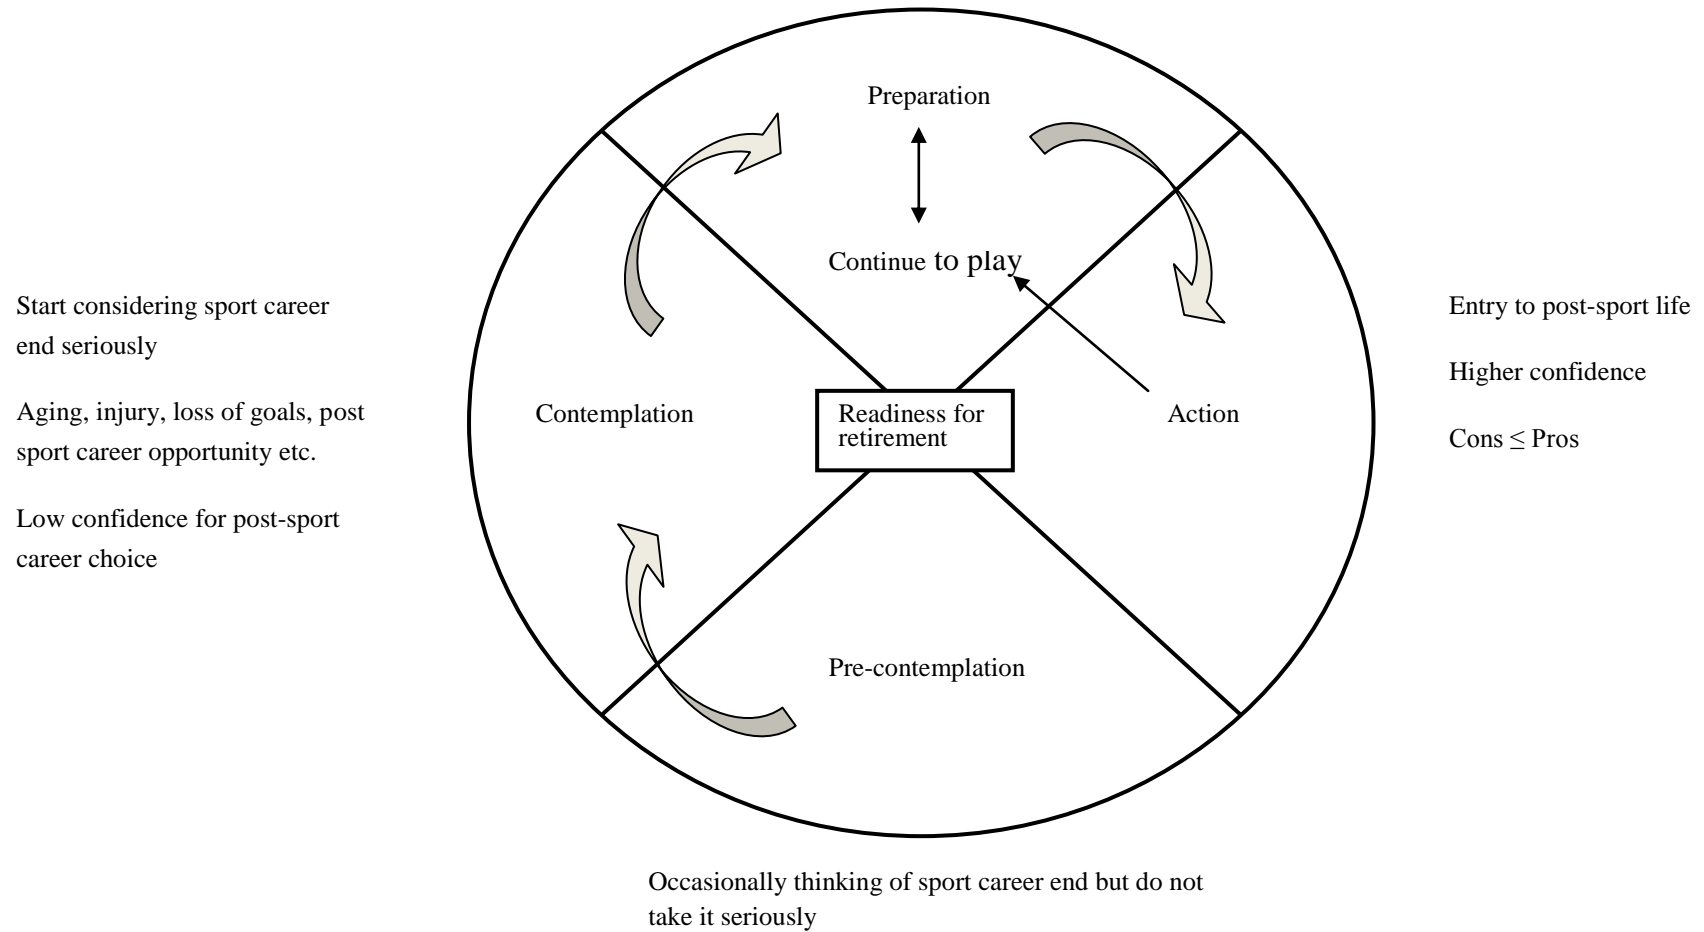 Preparation
Continue to play
Start considering sport career
end seriously
Aging, injury, loss of goals, post
sport career opportunity etc.
Low confidence for post-sport
career choice
Contemplation
Readiness for
retirement
Action
Entry to post-sport life
Higher confidence
Cons ≤ Pros
Pre-contemplation
Occasionally thinking of sport career end but do not
take it seriously